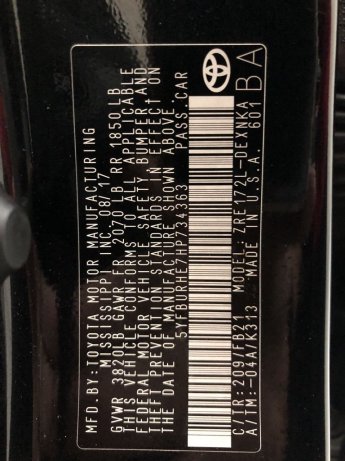 MFD.BY:TOYOTA MOTOR MANUFACTURING
MISSISSIPPI INC. 08/17
GVWR 3820LB GAWR FR 2070 LB RR 1850LB
THIS VEHICLE CONFORMS TO ALL APPLICABLE
FEDERAL MOTOR VEHICLE SAFETY, BUMPER AND
THEFT PREVENTION STANDARDS IN EFFECT ON
THE DATE OF MANUFACTURE SHOWN ABOVE.
5YFBURHE7HP734363 PASS.CAR
C/TR:209/FB21 MODEL:ZRE172L-DEXNKA
A/TM:-04A/K313 MADE IN U.S.A. 601
BA